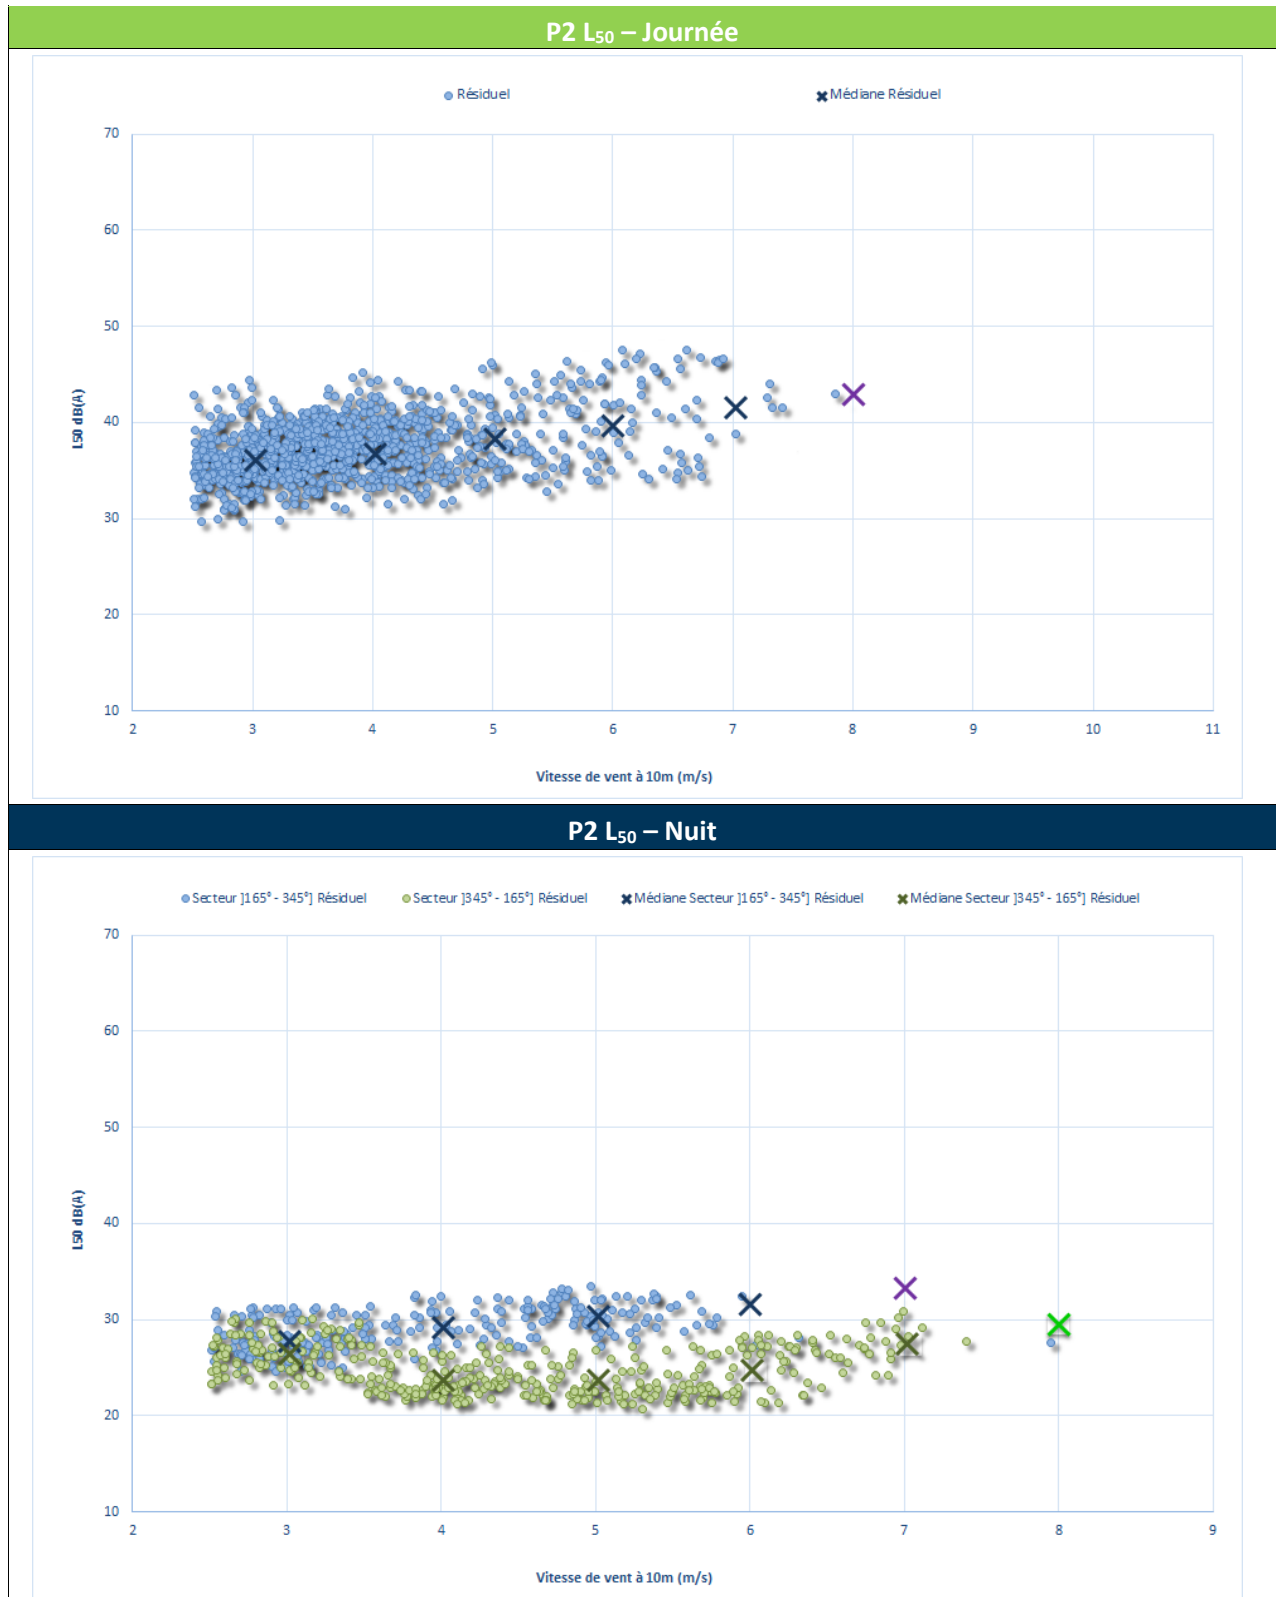 P2 L50 – Journée
Résiduel
Médiane Résiduel
70
60
50
40
30
20
10
L50 dB(A)
2 3 4 5 6 7 8 9 10 11
Vitesse de vent à 10m (m/s)
P2 L50 – Nuit
Secteur ]165° - 345°] Résiduel
Secteur ]345° - 165°] Résiduel
Médiane Secteur ]165° - 345°] Résiduel
Médiane Secteur ]345° - 165°] Résiduel
70
60
50
40
30
20
10
L50 dB(A)
2 3 4 5 6 7 8 9
Vitesse de vent à 10m (m/s)